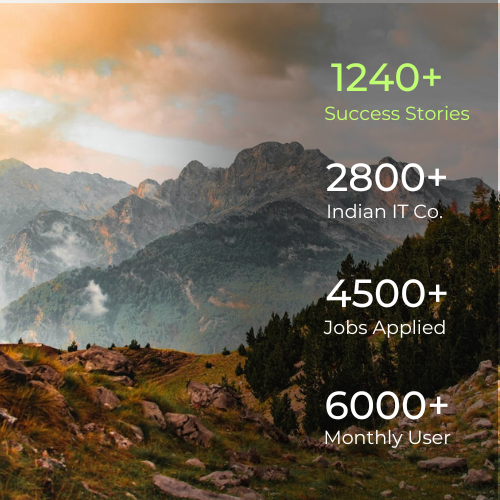 1240+
Success Stories
2800+
Indian IT Co.
4500+
Jobs Applied
6000+
Monthly User